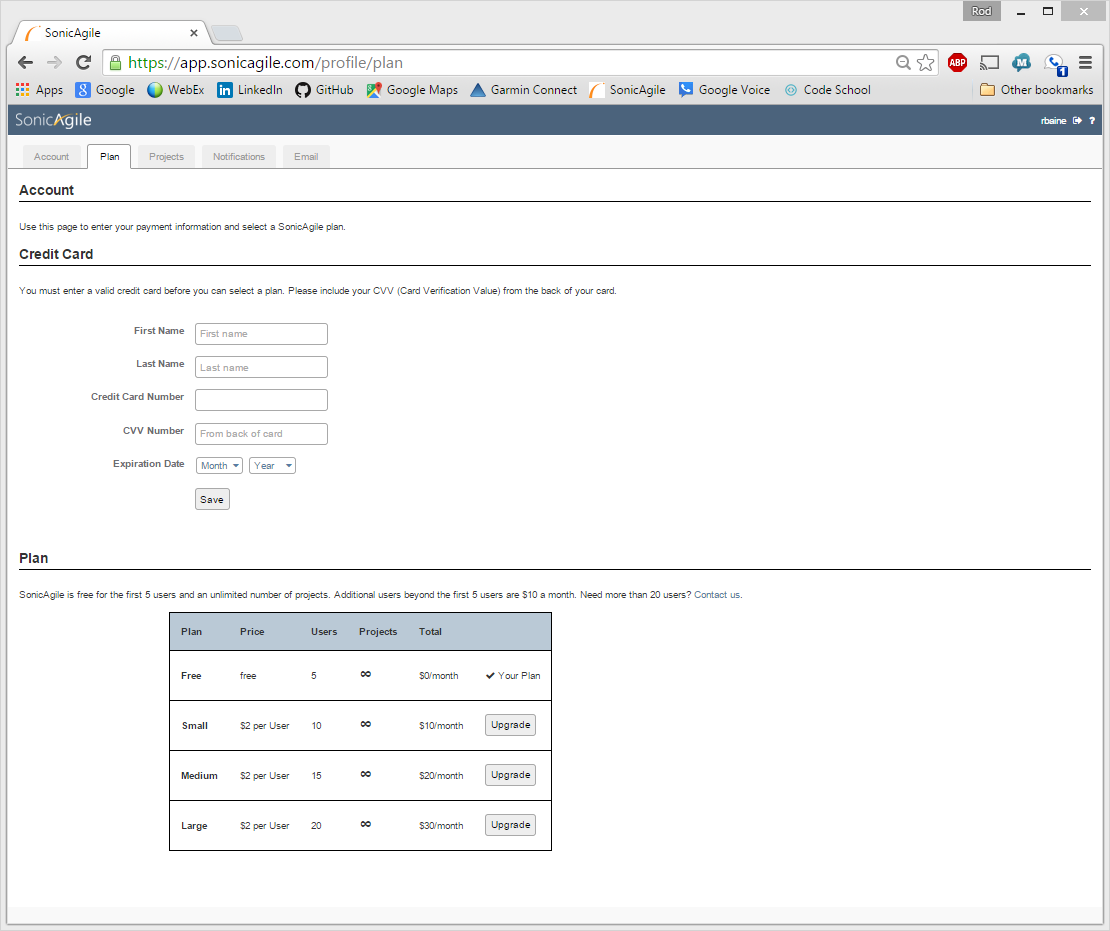 Rod
SonicAgile
https://app.sonicagile.com/profile/plan
ABP
M
1
Apps Google WebEx LinkedIn GitHub Google Maps Garmin Connect SonicAgile Google Voice Code School Other bookmarks
SonicAgile
rbaine ?
Account Plan Projects Notifications Email
Account
Use this page to enter your payment information and select a SonicAgile plan.
Credit Card
You must enter a valid credit card before you can select a plan. Please include your CVV (Card Verification Value) from the back of your card.
First Name First name
Last Name Last name
Credit Card Number
CVV Number From back of card
Expiration Date Month Year
Save
Plan
SonicAgile is free for the first 5 users and an unlimited number of projects. Additional users beyond the first 5 users are $10 a month. Need more than 20 users? Contact us.
Plan Price Users Projects Total
Free free 5 ∞ $0/month ✔ Your Plan
Small $2 per User 10 ∞ $10/month Upgrade
Medium $2 per User 15 ∞ $20/month Upgrade
Large $2 per User 20 ∞ $30/month Upgrade